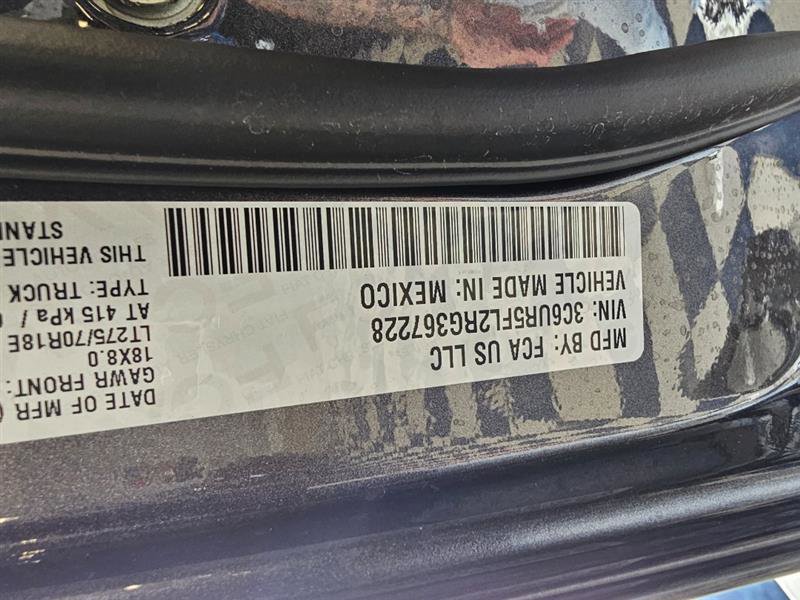 MFD BY: FCA US LLC
VIN: 3C6UR5FL2RG367228
VEHICLE MADE IN: MEXICO
DATE OF MFR
GAWR FRONT:
18X8.0
LT275/70R18E
AT 415 kPa /
TYPE: TRUCK
THIS VEHICLE